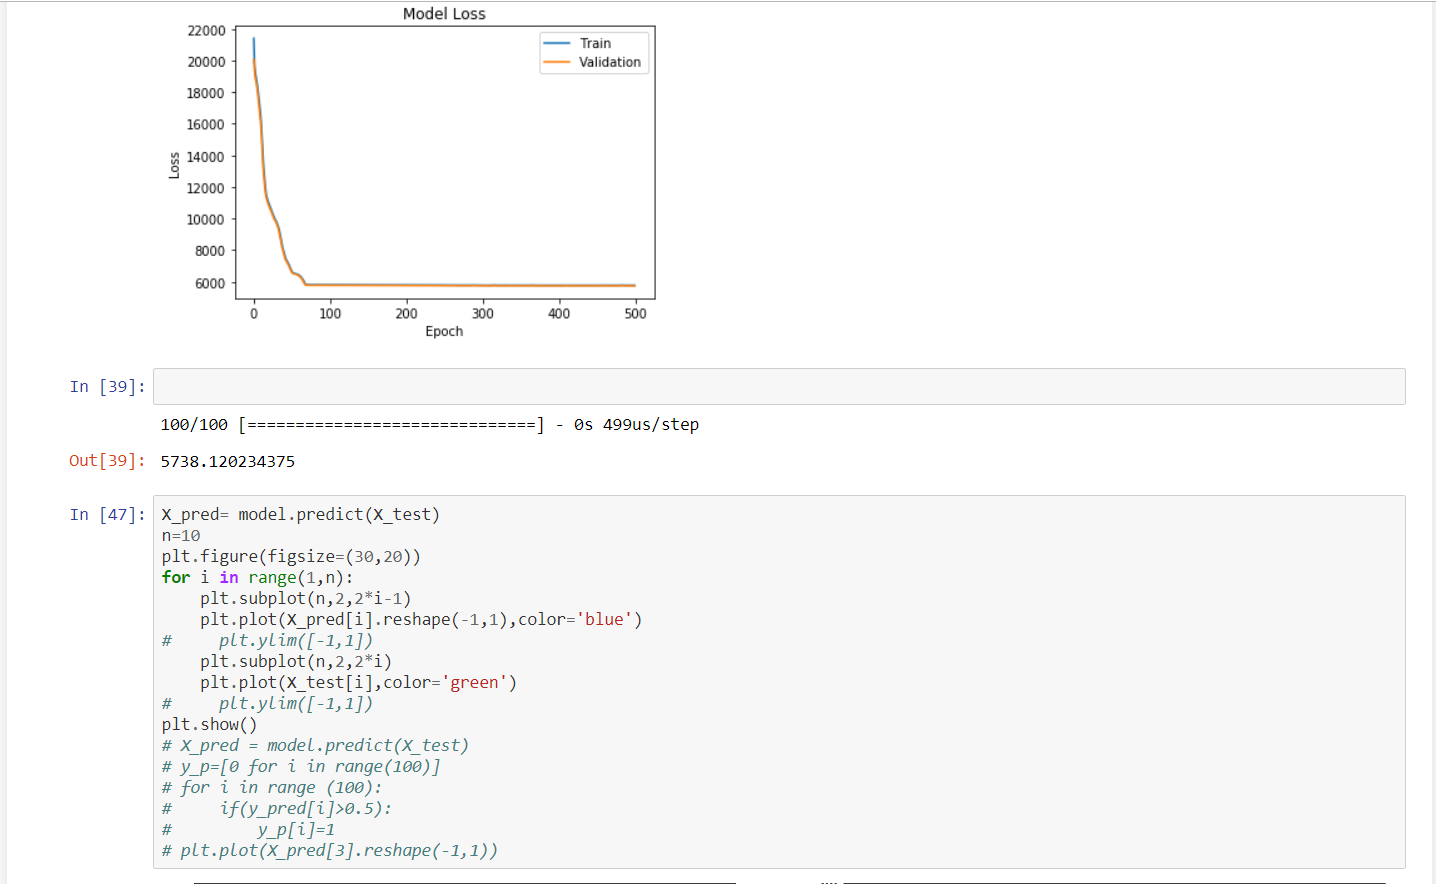 Model Loss
22000
20000
18000
16000
14000
12000
10000
8000
6000
Loss
Train
Validation
0 100 200 300 400 500
Epoch
In [39]:
100/100 [==============================] - 0s 499us/step
Out[39]: 5738.120234375
In [47]: X_pred= model.predict(X_test)
n=10
plt.figure(figsize=(30,20))
for i in range(1,n):
    plt.subplot(n,2,2*i-1)
    plt.plot(X_pred[i].reshape(-1,1),color='blue')
#     plt.ylim([-1,1])
    plt.subplot(n,2,2*i)
    plt.plot(X_test[i],color='green')
#     plt.ylim([-1,1])
plt.show()
# X_pred = model.predict(X_test)
# y_p=[0 for i in range(100)]
# for i in range (100):
#     if(y_pred[i]>0.5):
#         y_p[i]=1
# plt.plot(X_pred[3].reshape(-1,1))